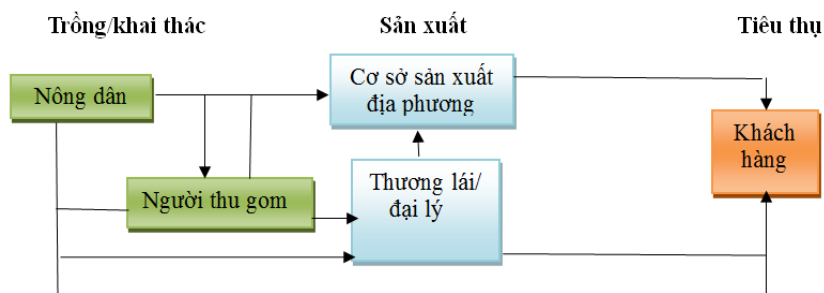 Trồng/khai thác
Sản xuất
Tiêu thụ
Nông dân
Cơ sở sản xuất
địa phương
Khách
hàng
Người thu gom
Thương lái/
đại lý